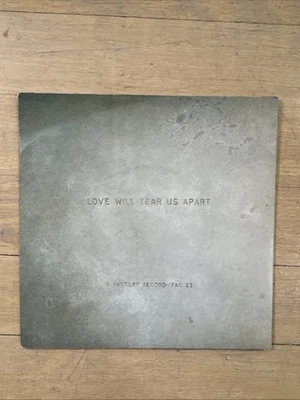 LOVE WILL TEAR US APART
A FACTORY RECORD-FAC 23